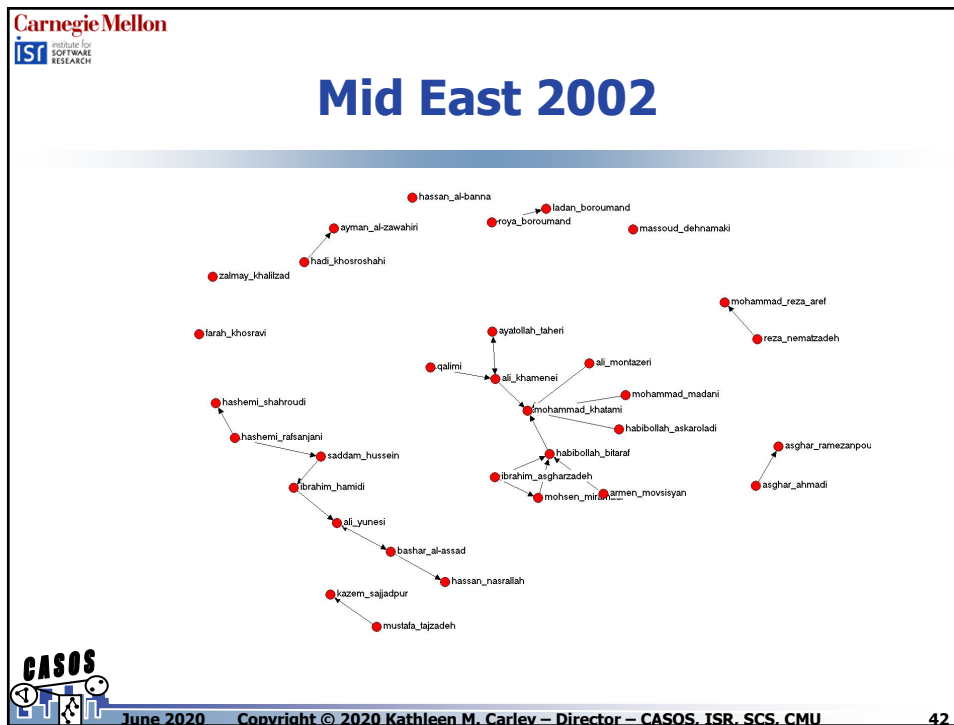 Carnegie Mellon
isr institute for
SOFTWARE
RESEARCH
Mid East 2002
hassan_al-banna
ladan_boroumand
roya_boroumand
ayman_al-zawahiri
massoud_dehnamaki
hadi_khosroshahi
zalmay_khalilzad
mohammad_reza_aref
farah_khosravi
ayatollah_taheri
reza_nematzadeh
qalimi
ali_montazeri
ali_khamenei
mohammad_madani
hashemi_shahroudi
mohammad_khatami
habibollah_askaroladi
hashemi_rafsanjani
asghar_ramezanpou
saddam_hussein
habibollah_bitaraf
ibrahim_asgharzadeh
ibrahim_hamidi
asghar_ahmadi
mohsen_mir
armen_movsisyan
ali_yunesi
bashar_al-assad
hassan_nasrallah
kazem_sajjadpur
mustafa_tajzadeh
CASOS
June 2020 Copyright © 2020 Kathleen M. Carley – Director – CASOS, ISR, SCS, CMU 42